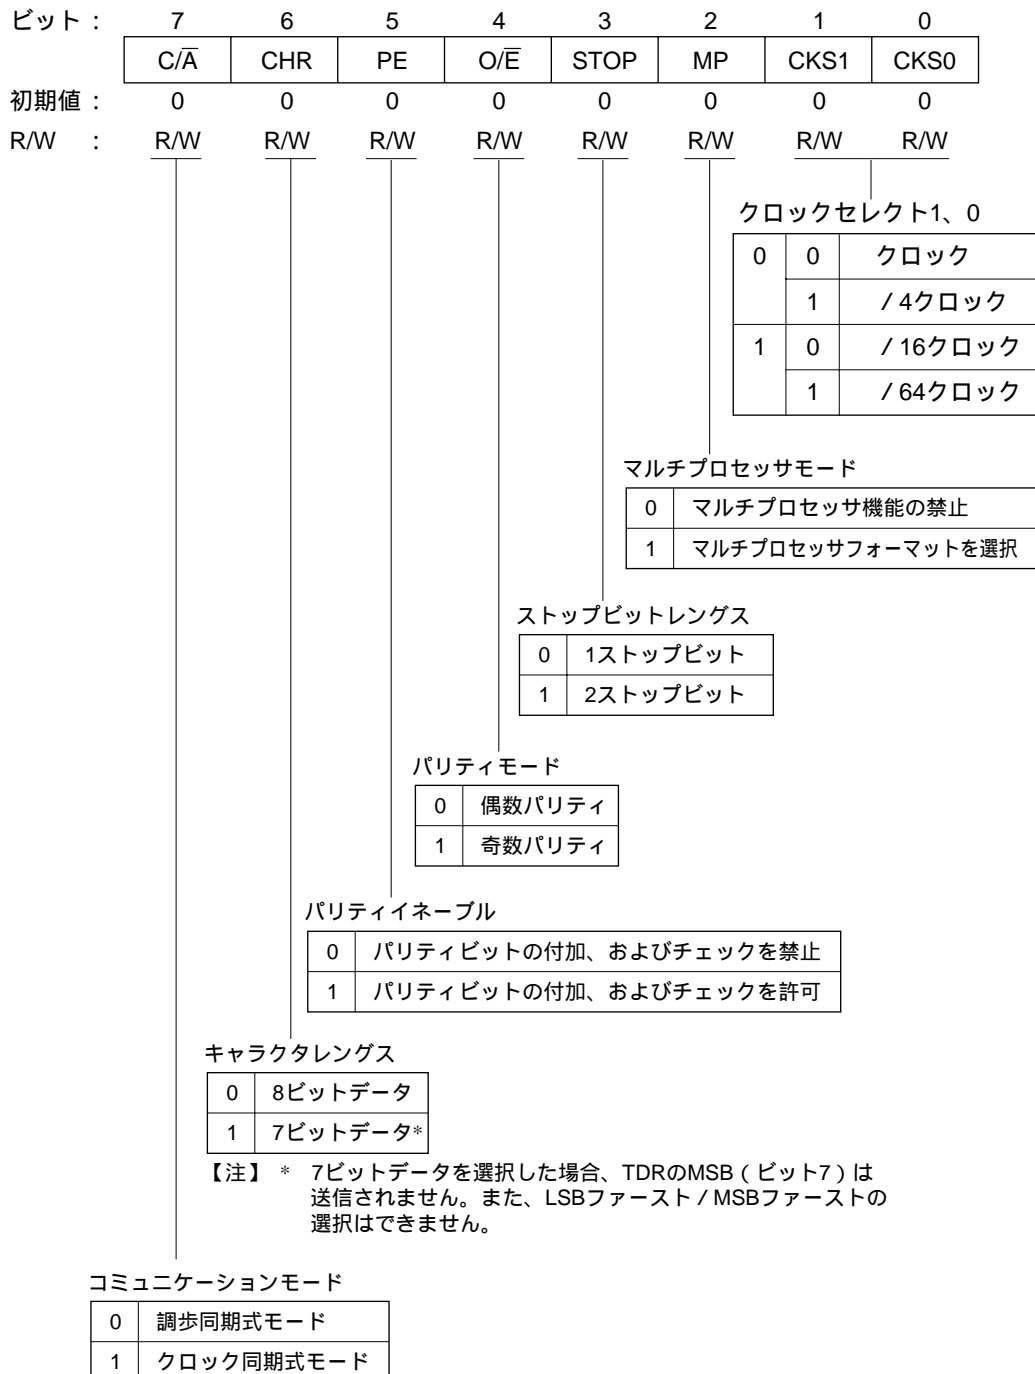 ビット： 7 6 5 4 3 2 1 0
C/A̅ CHR PE O/E̅ STOP MP CKS1 CKS0
初期値： 0 0 0 0 0 0 0 0
R/W ： R/W R/W R/W R/W R/W R/W R/W R/W
クロックセレクト1、0
0 0 クロック
1 ／4クロック
1 0 ／16クロック
1 ／64クロック
マルチプロセッサモード
0 マルチプロセッサ機能の禁止
1 マルチプロセッサフォーマットを選択
ストップビットレングス
0 1ストップビット
1 2ストップビット
パリティモード
0 偶数パリティ
1 奇数パリティ
パリティイネーブル
0 パリティビットの付加、およびチェックを禁止
1 パリティビットの付加、およびチェックを許可
キャラクタレングス
0 8ビットデータ
1 7ビットデータ*
【注】 * 7ビットデータを選択した場合、TDRのMSB（ビット7）は
送信されません。また、LSBファースト／MSBファーストの
選択はできません。
コミュニケーションモード
0 調歩同期式モード
1 クロック同期式モード